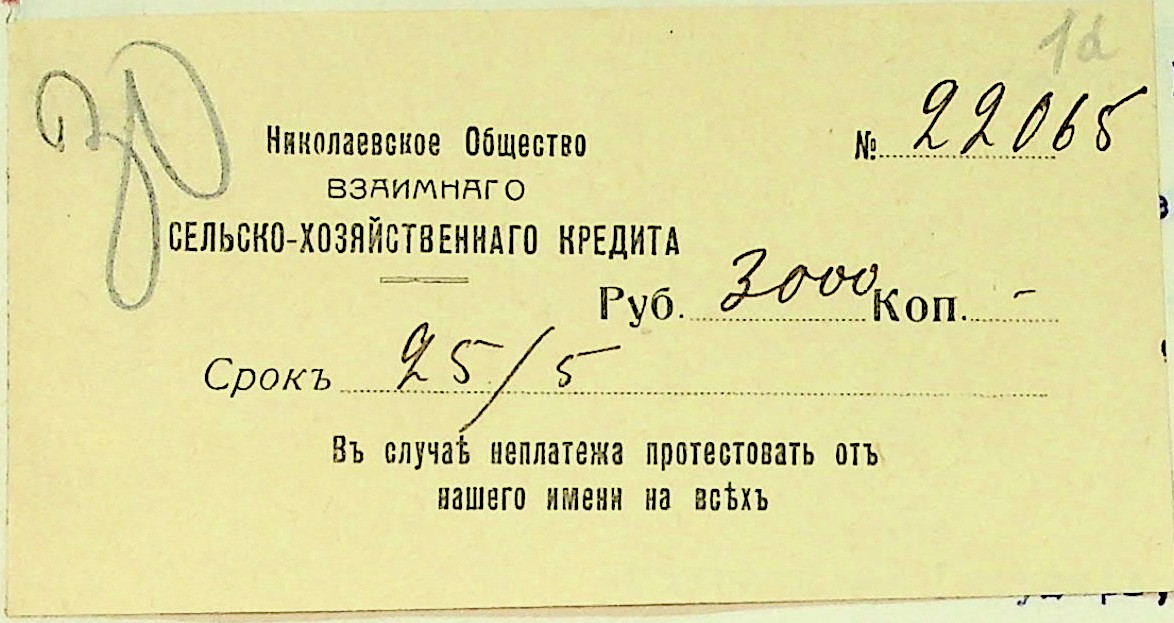 30
1а
Николаевское Общество
№ 22065
ВЗАИМНАГО
СЕЛЬСКО-ХОЗЯЙСТВЕННАГО КРЕДИТА
Руб. 3000 Коп. -
Срокъ 25/5
Въ случаѣ неплатежа протестовать отъ
нашего имени на всѣхъ